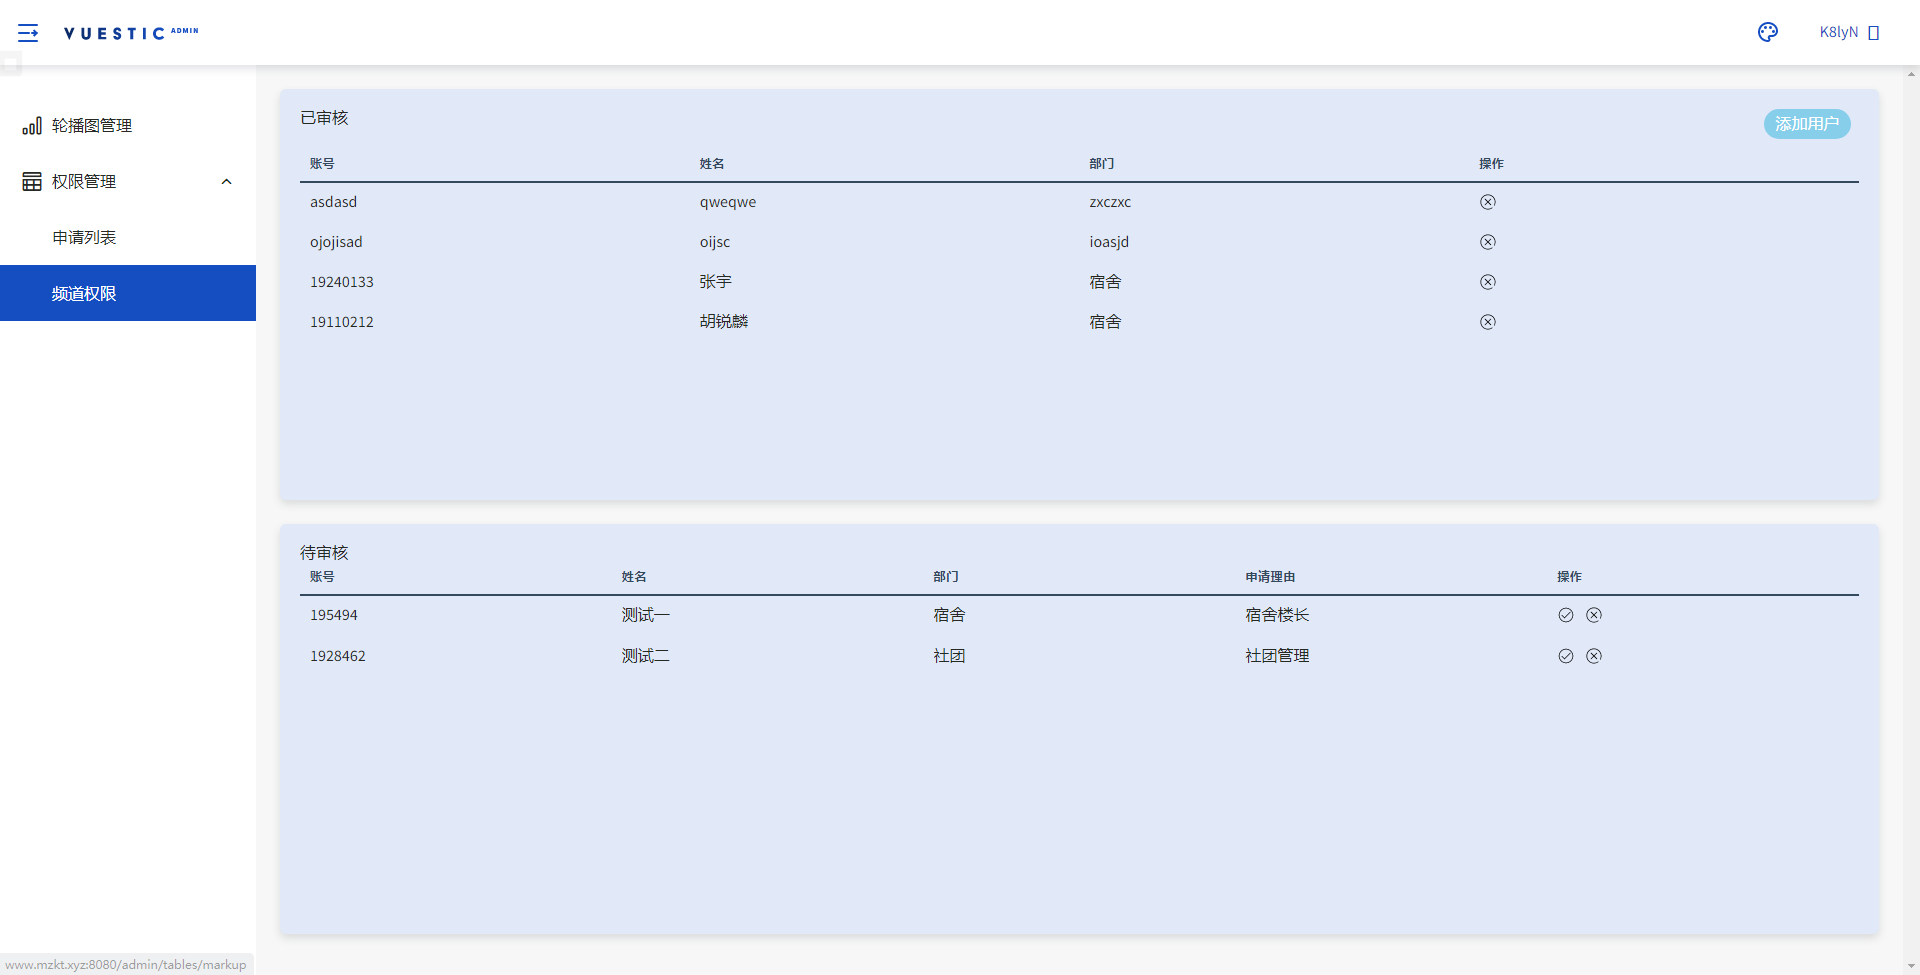 VUESTIC ADMIN
K8lyN
轮播图管理
权限管理
申请列表
频道权限
已审核
添加用户
账号 姓名 部门 操作
asdasd qweqwe zxczxc
ojojisad oijsc ioasjd
19240133 张宇 宿舍
19110212 胡锐麟 宿舍
待审核
账号 姓名 部门 申请理由 操作
195494 测试一 宿舍 宿舍楼长
1928462 测试二 社团 社团管理
www.mzkt.xyz:8080/admin/tables/markup